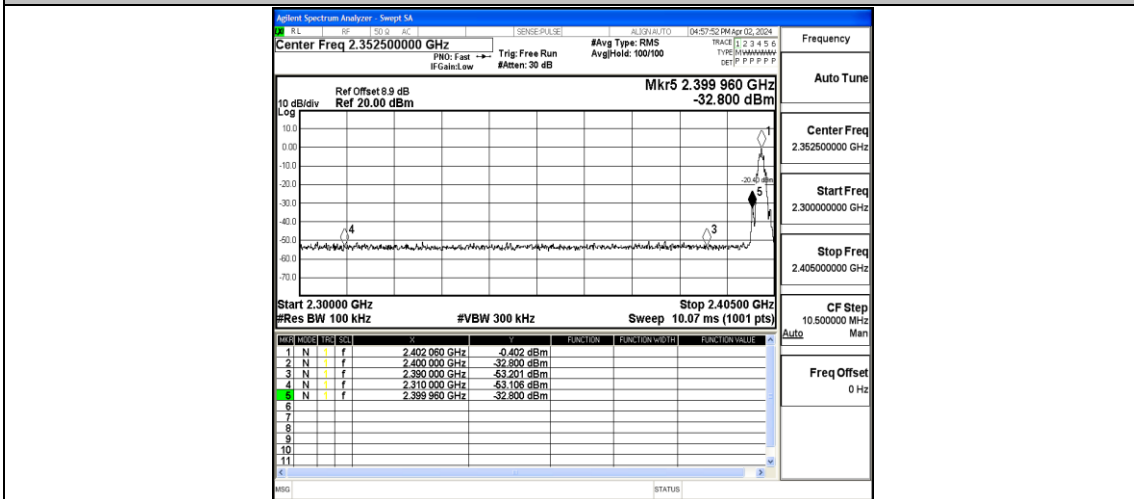 Agilent Spectrum Analyzer - Swept SA
RL RF 50 Ω AC SENSE:PULSE ALIGN AUTO 04:57:52 PM Apr 02, 2024
Center Freq 2.352500000 GHz
PNO: Fast
IFGain:Low
Trig: Free Run
#Atten: 30 dB
#Avg Type: RMS
Avg|Hold: 100/100
TRACE 1 2 3 4 5 6
TYPE MWWWWW
DET P P P P P P
Frequency
Ref Offset 8.9 dB
10 dB/div Ref 20.00 dBm
Log
Mkr5 2.399 960 GHz
-32.800 dBm
10.0
0.00
-10.0
-20.0
-30.0
-40.0
-50.0
-60.0
-70.0
1
-20.40 dBm
5
4
3
Start 2.30000 GHz Stop 2.40500 GHz
#Res BW 100 kHz #VBW 300 kHz Sweep 10.07 ms (1001 pts)
MKR MODE TRC SCL X Y FUNCTION FUNCTION WIDTH FUNCTION VALUE
1 N 1 f 2.402 060 GHz -0.402 dBm
2 N 1 f 2.400 000 GHz -32.800 dBm
3 N 1 f 2.390 000 GHz -53.201 dBm
4 N 1 f 2.310 000 GHz -53.106 dBm
5 N 1 f 2.399 960 GHz -32.800 dBm
6
7
8
9
10
11
Auto Tune
Center Freq
2.352500000 GHz
Start Freq
2.300000000 GHz
Stop Freq
2.405000000 GHz
CF Step
10.500000 MHz
Auto Man
Freq Offset
0 Hz
MSG STATUS